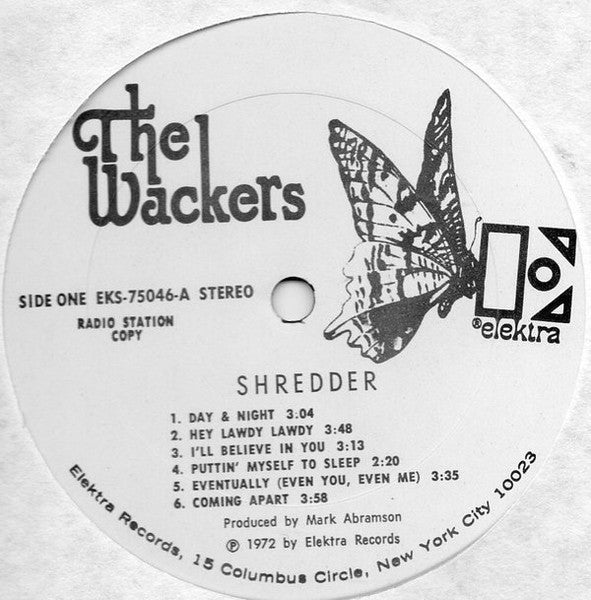 The
Wackers
SIDE ONE EKS-75046-A STEREO
RADIO STATION
COPY
®elektra
SHREDDER
1. DAY & NIGHT 3:04
2. HEY LAWDY LAWDY 3:48
3. I'LL BELIEVE IN YOU 3:13
4. PUTTIN' MYSELF TO SLEEP 2:20
5. EVENTUALLY (EVEN YOU, EVEN ME) 3:35
6. COMING APART 3:58
Produced by Mark Abramson
℗ 1972 by Elektra Records
Elektra Records, 15 Columbus Circle, New York City 10023